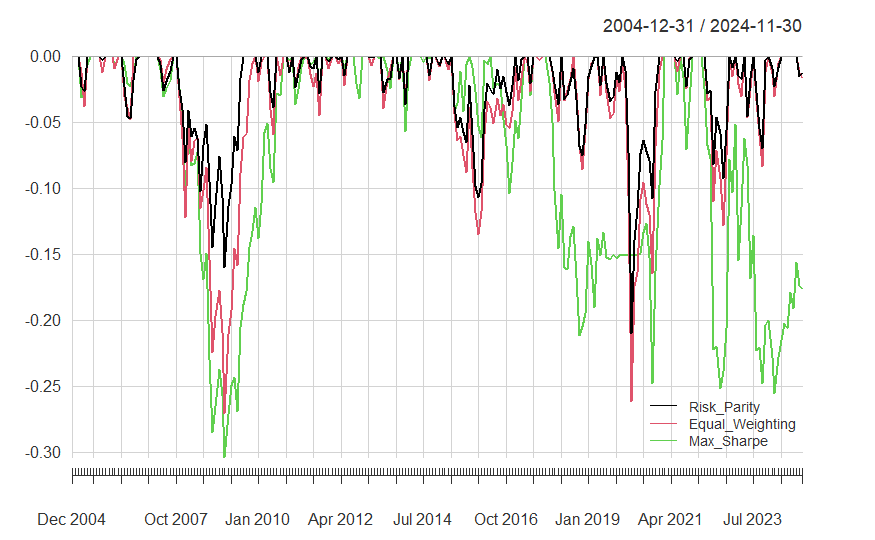 2004-12-31 / 2024-11-30
0.00
-0.05
-0.10
-0.15
-0.20
-0.25
-0.30
Risk_Parity
Equal_Weighting
Max_Sharpe
Dec 2004 Oct 2007 Jan 2010 Apr 2012 Jul 2014 Oct 2016 Jan 2019 Apr 2021 Jul 2023